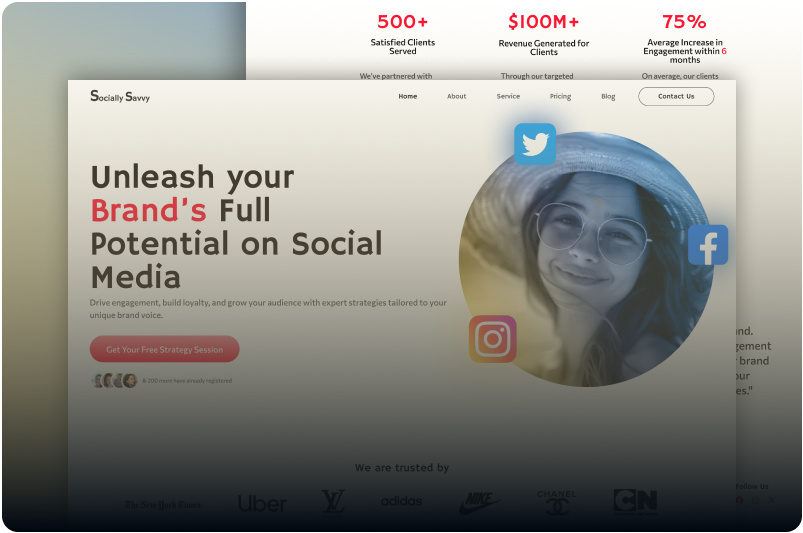 500+
$100M+
75%
Satisfied Clients
Served
Revenue Generated for
Clients
Average Increase in
Engagement within 6
months
We've partnered with
Through our targeted
On average, our clients
Socially Savvy
Home
About
Service
Pricing
Blog
Contact Us
Unleash your
Brand's Full
Potential on Social
Media
Drive engagement, build loyalty, and grow your audience with expert strategies tailored to your
unique brand voice.
Get Your Free Strategy Session
& 200 more have already registered
brand
es."
We are trusted by
The New York Times
Uber
LV
adidas
NIKE
CHANEL
CN
Follow Us